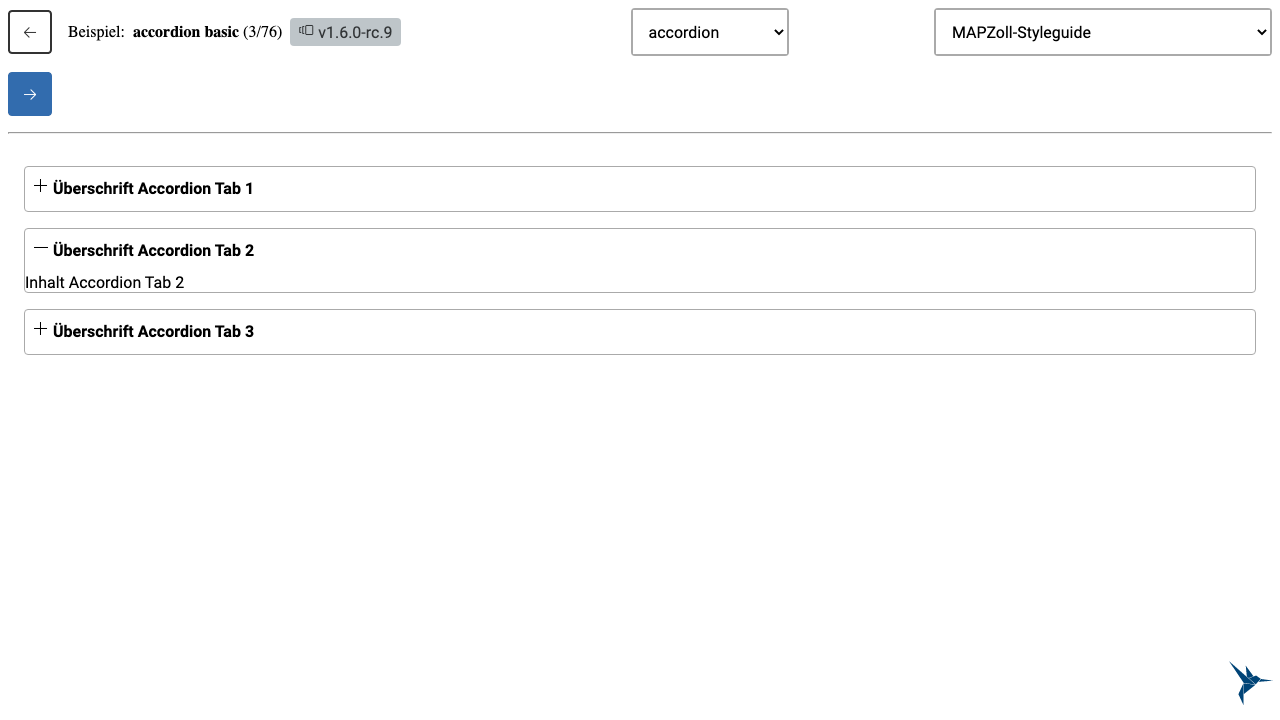 Beispiel: accordion basic (3/76) v1.6.0-rc.9 accordion MAPZoll-Styleguide
Überschrift Accordion Tab 1
Überschrift Accordion Tab 2
Inhalt Accordion Tab 2
Überschrift Accordion Tab 3